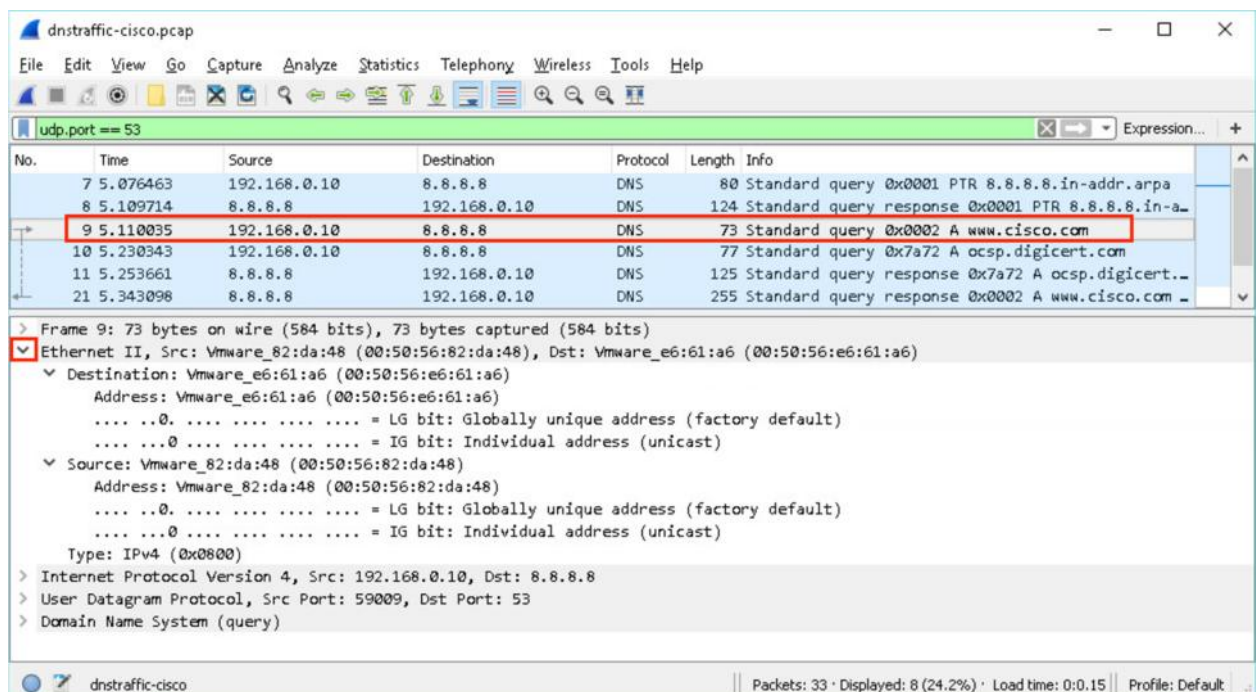 dnstraffic-cisco.pcap
File Edit View Go Capture Analyze Statistics Telephony Wireless Tools Help
udp.port == 53 Expression... +
No. Time Source Destination Protocol Length Info
7 5.076463 192.168.0.10 8.8.8.8 DNS 80 Standard query 0x0001 PTR 8.8.8.8.in-addr.arpa
8 5.109714 8.8.8.8 192.168.0.10 DNS 124 Standard query response 0x0001 PTR 8.8.8.8.in-a…
9 5.110035 192.168.0.10 8.8.8.8 DNS 73 Standard query 0x0002 A www.cisco.com
10 5.230343 192.168.0.10 8.8.8.8 DNS 77 Standard query 0x7a72 A ocsp.digicert.com
11 5.253661 8.8.8.8 192.168.0.10 DNS 125 Standard query response 0x7a72 A ocsp.digicert.…
21 5.343098 8.8.8.8 192.168.0.10 DNS 255 Standard query response 0x0002 A www.cisco.com …
> Frame 9: 73 bytes on wire (584 bits), 73 bytes captured (584 bits)
Ethernet II, Src: Vmware_82:da:48 (00:50:56:82:da:48), Dst: Vmware_e6:61:a6 (00:50:56:e6:61:a6)
Destination: Vmware_e6:61:a6 (00:50:56:e6:61:a6)
Address: Vmware_e6:61:a6 (00:50:56:e6:61:a6)
.... ..0. .... .... .... .... = LG bit: Globally unique address (factory default)
.... ...0 .... .... .... .... = IG bit: Individual address (unicast)
Source: Vmware_82:da:48 (00:50:56:82:da:48)
Address: Vmware_82:da:48 (00:50:56:82:da:48)
.... ..0. .... .... .... .... = LG bit: Globally unique address (factory default)
.... ...0 .... .... .... .... = IG bit: Individual address (unicast)
Type: IPv4 (0x0800)
> Internet Protocol Version 4, Src: 192.168.0.10, Dst: 8.8.8.8
> User Datagram Protocol, Src Port: 59009, Dst Port: 53
> Domain Name System (query)
dnstraffic-cisco Packets: 33 · Displayed: 8 (24.2%) · Load time: 0:0.15 Profile: Default